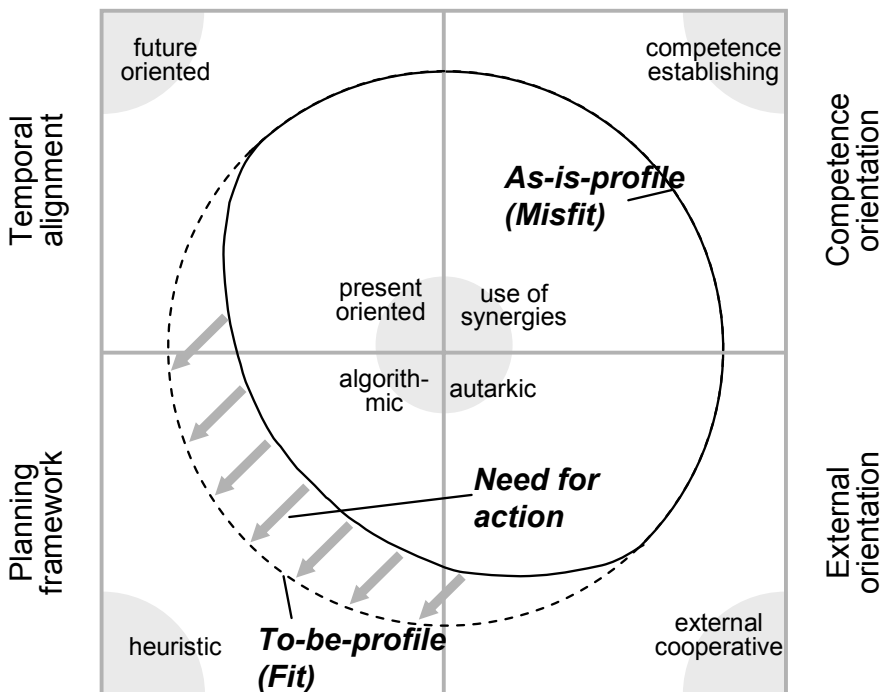 future
oriented
competence
establishing
Temporal
alignment
Competence
orientation
As-is-profile
(Misfit)
present
oriented
use of
synergies
algorith-
mic
autarkic
Planning
framework
External
orientation
Need for
action
heuristic
To-be-profile
(Fit)
external
cooperative